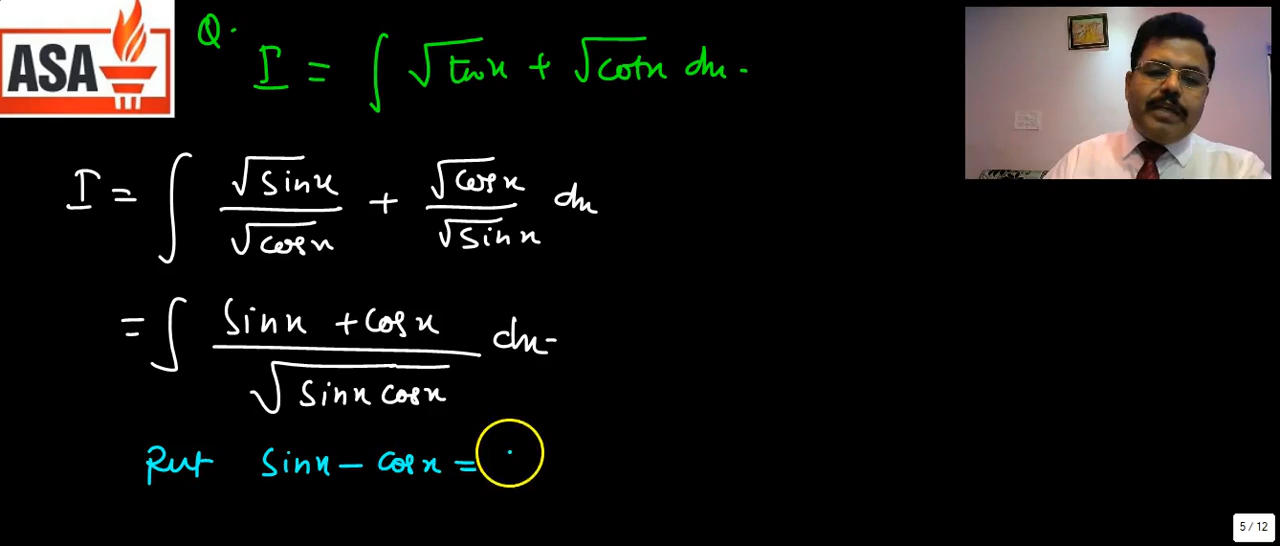 ASA
Q. I = ∫ √tanx + √cotx dx.
I = ∫ √sinx/√cosx + √cosx/√sinx dx
= ∫ (sinx + cosx)/√(sinx cosx) dx.
Put sinx - cosx =
5 / 12